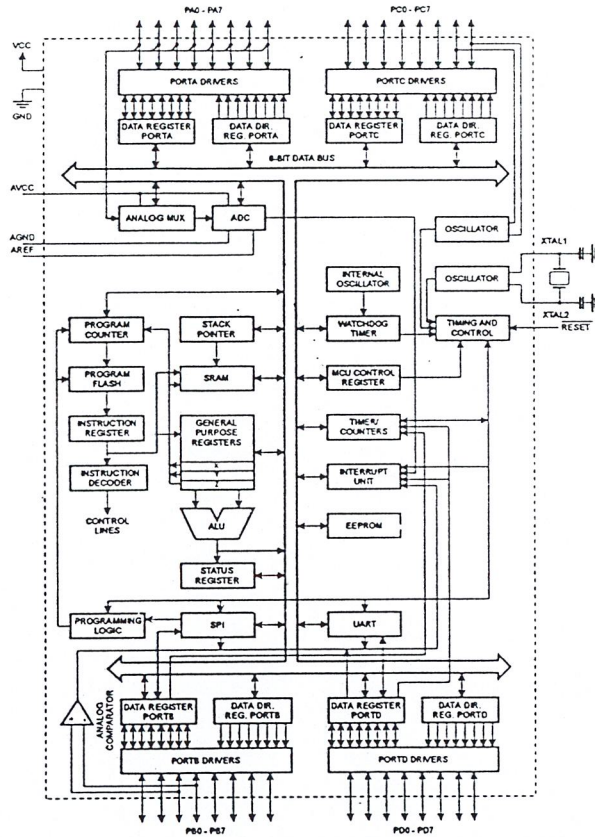 PA0 - PA7
PC0 - PC7
VCC
GND
PORTA DRIVERS
PORTC DRIVERS
DATA REGISTER
PORTA
DATA DIR.
REG. PORTA
DATA REGISTER
PORTC
DATA DIR.
REG. PORTC
8-BIT DATA BUS
AVCC
ANALOG MUX
ADC
AGND
AREF
OSCILLATOR
XTAL1
OSCILLATOR
XTAL2
INTERNAL
OSCILLATOR
PROGRAM
COUNTER
STACK
POINTER
WATCHDOG
TIMER
TIMING AND
CONTROL
RESET
PROGRAM
FLASH
SRAM
MCU CONTROL
REGISTER
INSTRUCTION
REGISTER
GENERAL
PURPOSE
REGISTERS
X
Y
Z
TIMER/
COUNTERS
INSTRUCTION
DECODER
INTERRUPT
UNIT
CONTROL
LINES
ALU
EEPROM
STATUS
REGISTER
PROGRAMMING
LOGIC
SPI
UART
ANALOG
COMPARATOR
DATA REGISTER
PORTB
DATA DIR.
REG. PORTB
DATA REGISTER
PORTD
DATA DIR.
REG. PORTD
PORTB DRIVERS
PORTD DRIVERS
PB0 - PB7
PD0 - PD7